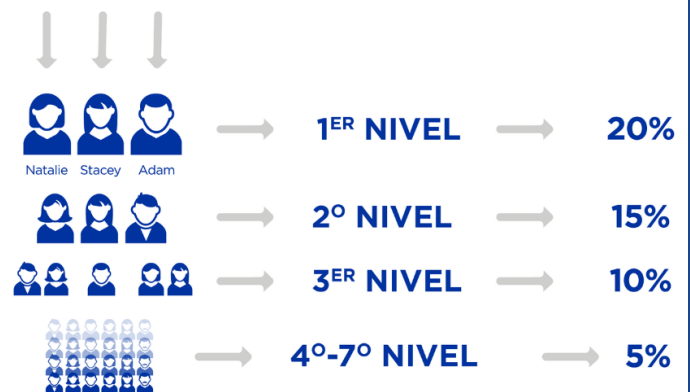 1ER NIVEL 20%
Natalie Stacey Adam
2º NIVEL 15%
3ER NIVEL 10%
4º-7º NIVEL 5%